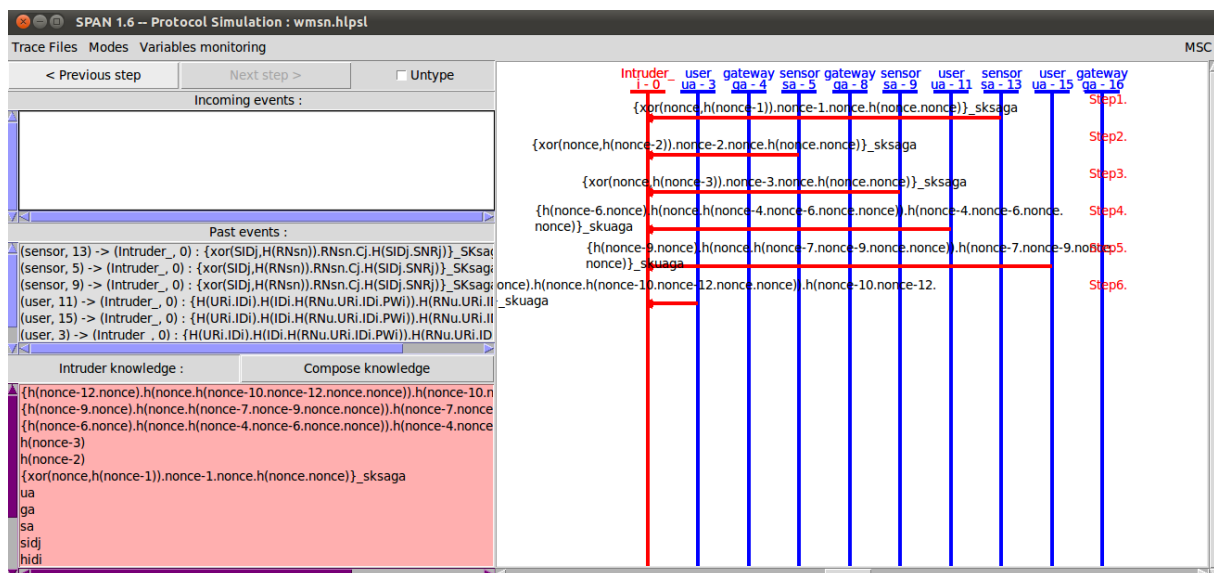 SPAN 1.6 -- Protocol Simulation : wmsn.hlpsl
Trace Files Modes Variables monitoring MSC
< Previous step Next step > Untype
Incoming events :
Past events :
(sensor, 13) -> (Intruder_, 0) : {xor(SIDj,H(RNsn)).RNsn.Cj.H(SIDj.SNRj)}_SKsaga
(sensor, 5) -> (Intruder_, 0) : {xor(SIDj,H(RNsn)).RNsn.Cj.H(SIDj.SNRj)}_SKsaga
(sensor, 9) -> (Intruder_, 0) : {xor(SIDj,H(RNsn)).RNsn.Cj.H(SIDj.SNRj)}_SKsaga
(user, 11) -> (Intruder_, 0) : {H(URi.IDi).H(IDi.H(RNu.URi.IDi.PWi)).H(RNu.URi.II
(user, 15) -> (Intruder_, 0) : {H(URi.IDi).H(IDi.H(RNu.URi.IDi.PWi)).H(RNu.URi.II
(user, 3) -> (Intruder_, 0) : {H(URi.IDi).H(IDi.H(RNu.URi.IDi.PWi)).H(RNu.URi.ID
Intruder knowledge : Compose knowledge
{h(nonce-12.nonce).h(nonce.h(nonce-10.nonce-12.nonce.nonce)).h(nonce-10.n
{h(nonce-9.nonce).h(nonce.h(nonce-7.nonce-9.nonce.nonce)).h(nonce-7.nonce
{h(nonce-6.nonce).h(nonce.h(nonce-4.nonce-6.nonce.nonce)).h(nonce-4.nonce
h(nonce-3)
h(nonce-2)
{xor(nonce,h(nonce-1)).nonce-1.nonce.h(nonce.nonce)}_sksaga
ua
ga
sa
sidj
hidi
Intruder_ user gateway sensor gateway sensor user sensor user gateway
i - 0 ua - 3 ga - 4 sa - 5 ga - 8 sa - 9 ua - 11 sa - 13 ua - 15 ga - 16
{xor(nonce,h(nonce-1)).nonce-1.nonce.h(nonce.nonce)}_sksaga Step1.
{xor(nonce,h(nonce-2)).nonce-2.nonce.h(nonce.nonce)}_sksaga Step2.
{xor(nonce,h(nonce-3)).nonce-3.nonce.h(nonce.nonce)}_sksaga Step3.
{h(nonce-6.nonce).h(nonce.h(nonce-4.nonce-6.nonce.nonce)).h(nonce-4.nonce-6.nonce. Step4.
nonce)}_skuaga
{h(nonce-9.nonce).h(nonce.h(nonce-7.nonce-9.nonce.nonce)).h(nonce-7.nonce-9.nonce. Step5.
nonce)}_skuaga
once).h(nonce.h(nonce-10.nonce-12.nonce.nonce)).h(nonce-10.nonce-12. Step6.
_skuaga